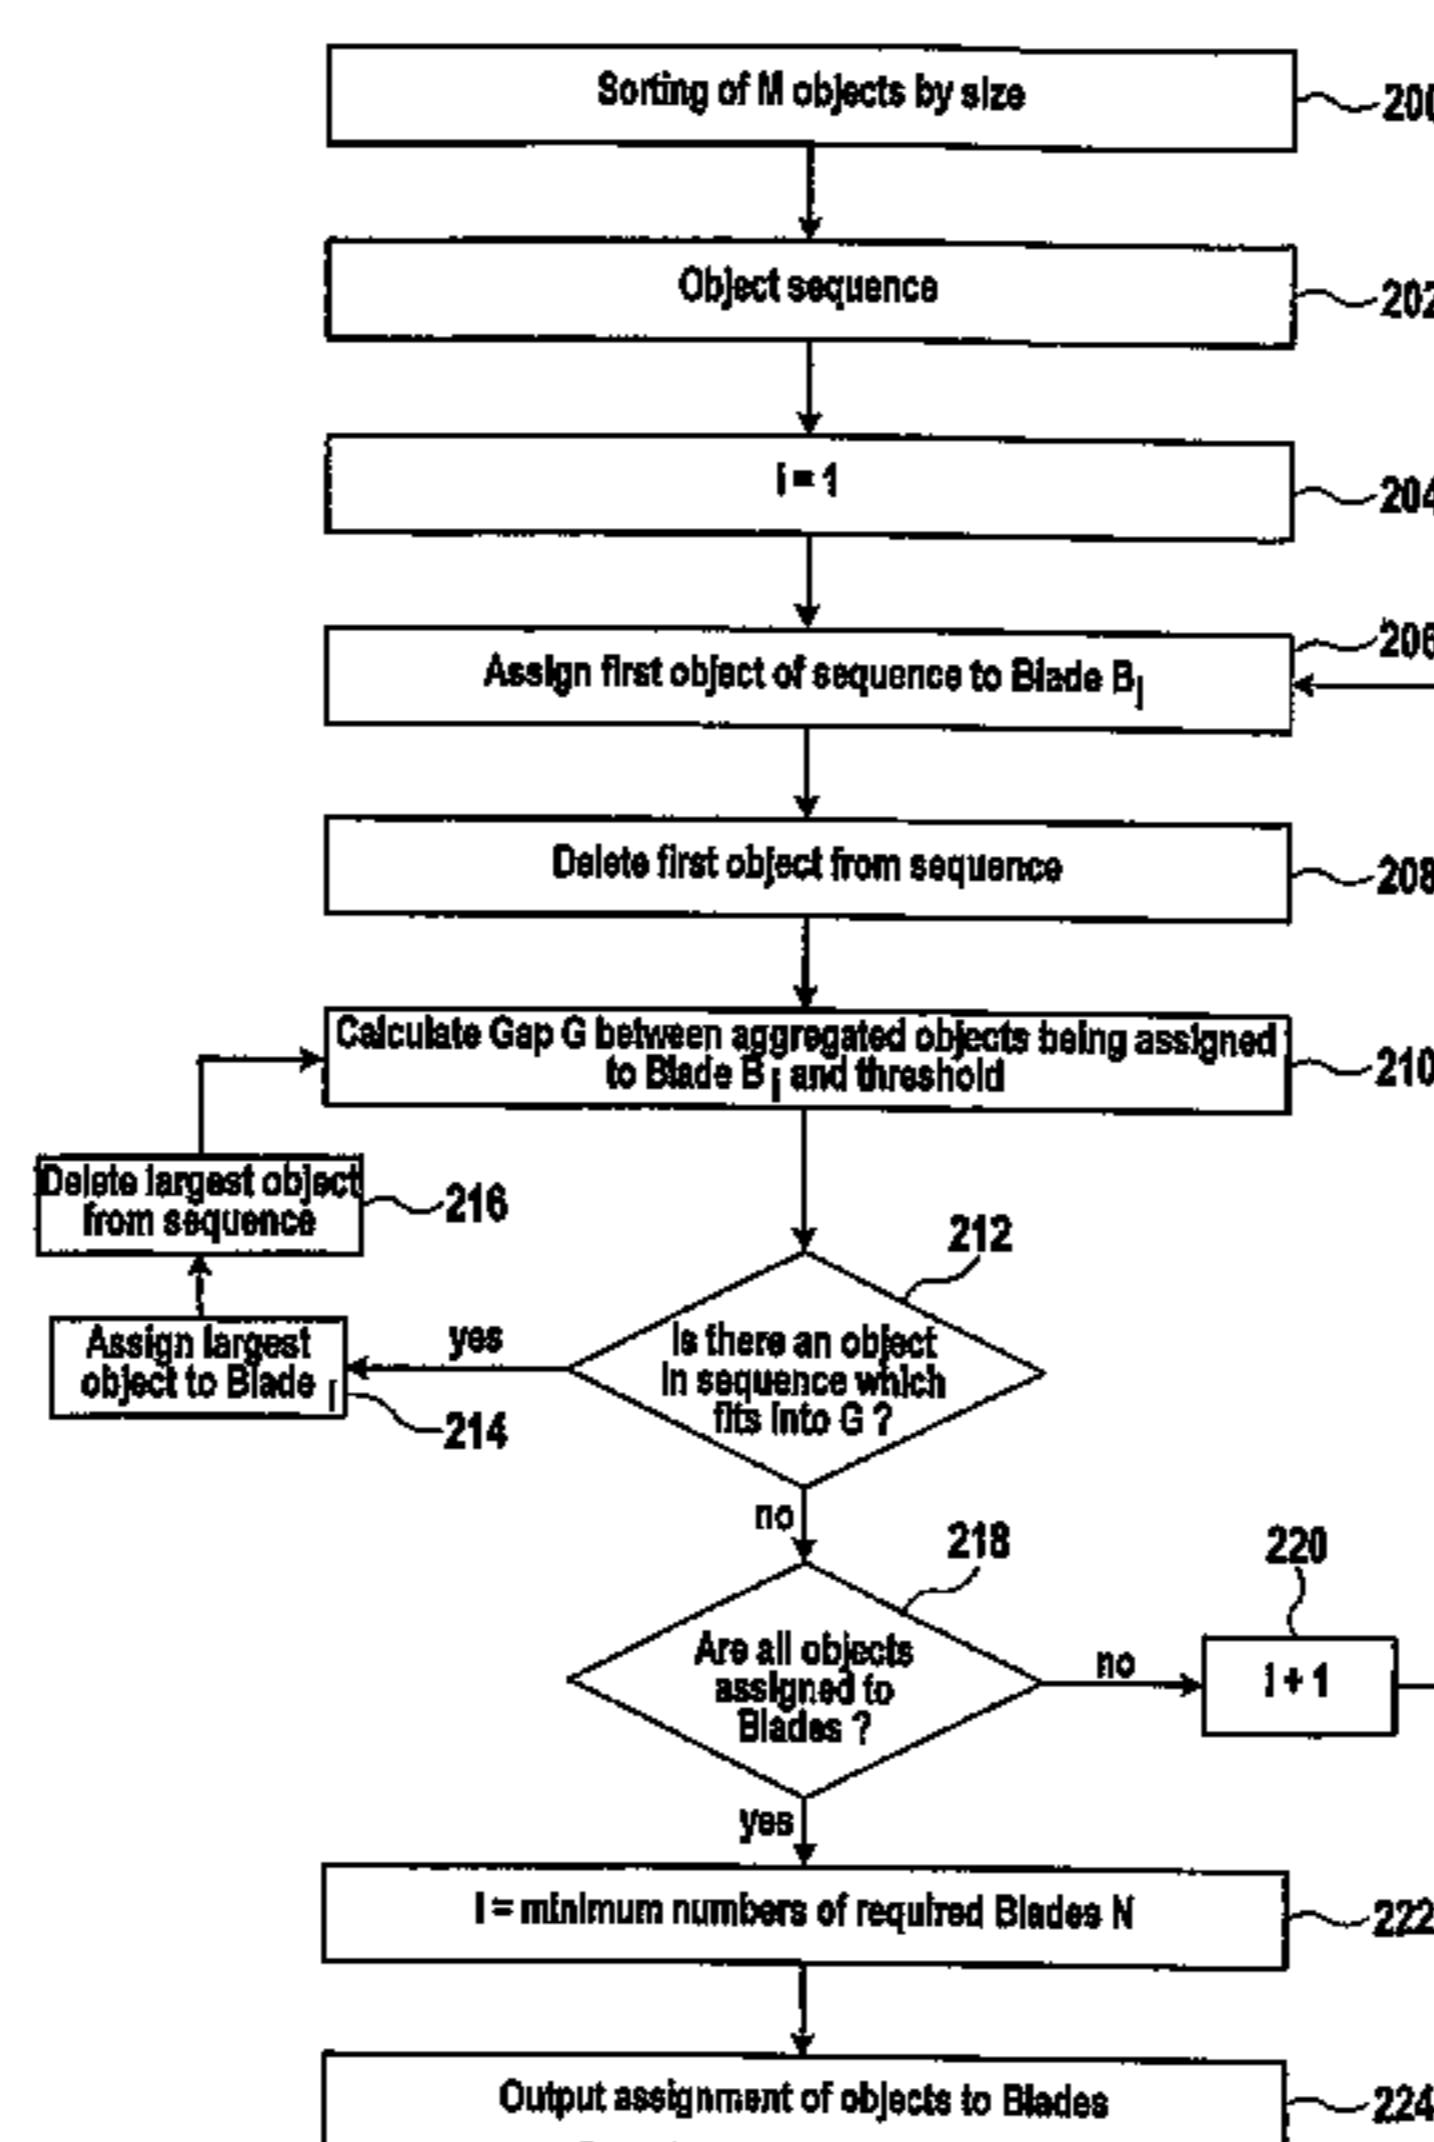 Sorting of M objects by size
200
Object sequence
202
i = 1
204
Assign first object of sequence to Blade Bi
206
Delete first object from sequence
208
Calculate Gap G between aggregated objects being assigned
to Blade Bi and threshold
210
Delete largest object
from sequence
216
212
Assign largest
object to Blade i
yes
Is there an object
in sequence which
fits into G ?
214
no
218
220
Are all objects
assigned to
Blades ?
no
i + 1
yes
I = minimum numbers of required Blades N
222
Output assignment of objects to Blades
224